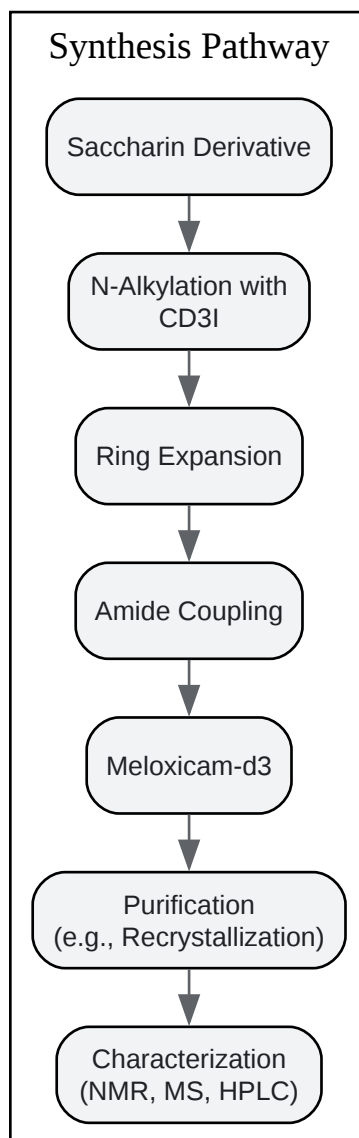 Synthesis Pathway
Saccharin Derivative
N-Alkylation with
CD3I
Ring Expansion
Amide Coupling
Meloxicam-d3
Purification
(e.g., Recrystallization)
Characterization
(NMR, MS, HPLC)